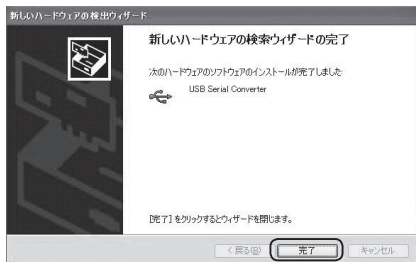 新しいハードウェアの検出ウィザード
新しいハードウェアの検索ウィザードの完了
次のハードウェアのソフトウェアのインストールが完了しました
USB Serial Converter
[完了] をクリックするとウィザードを閉じます。
< 戻る(B)
完了
キャンセル